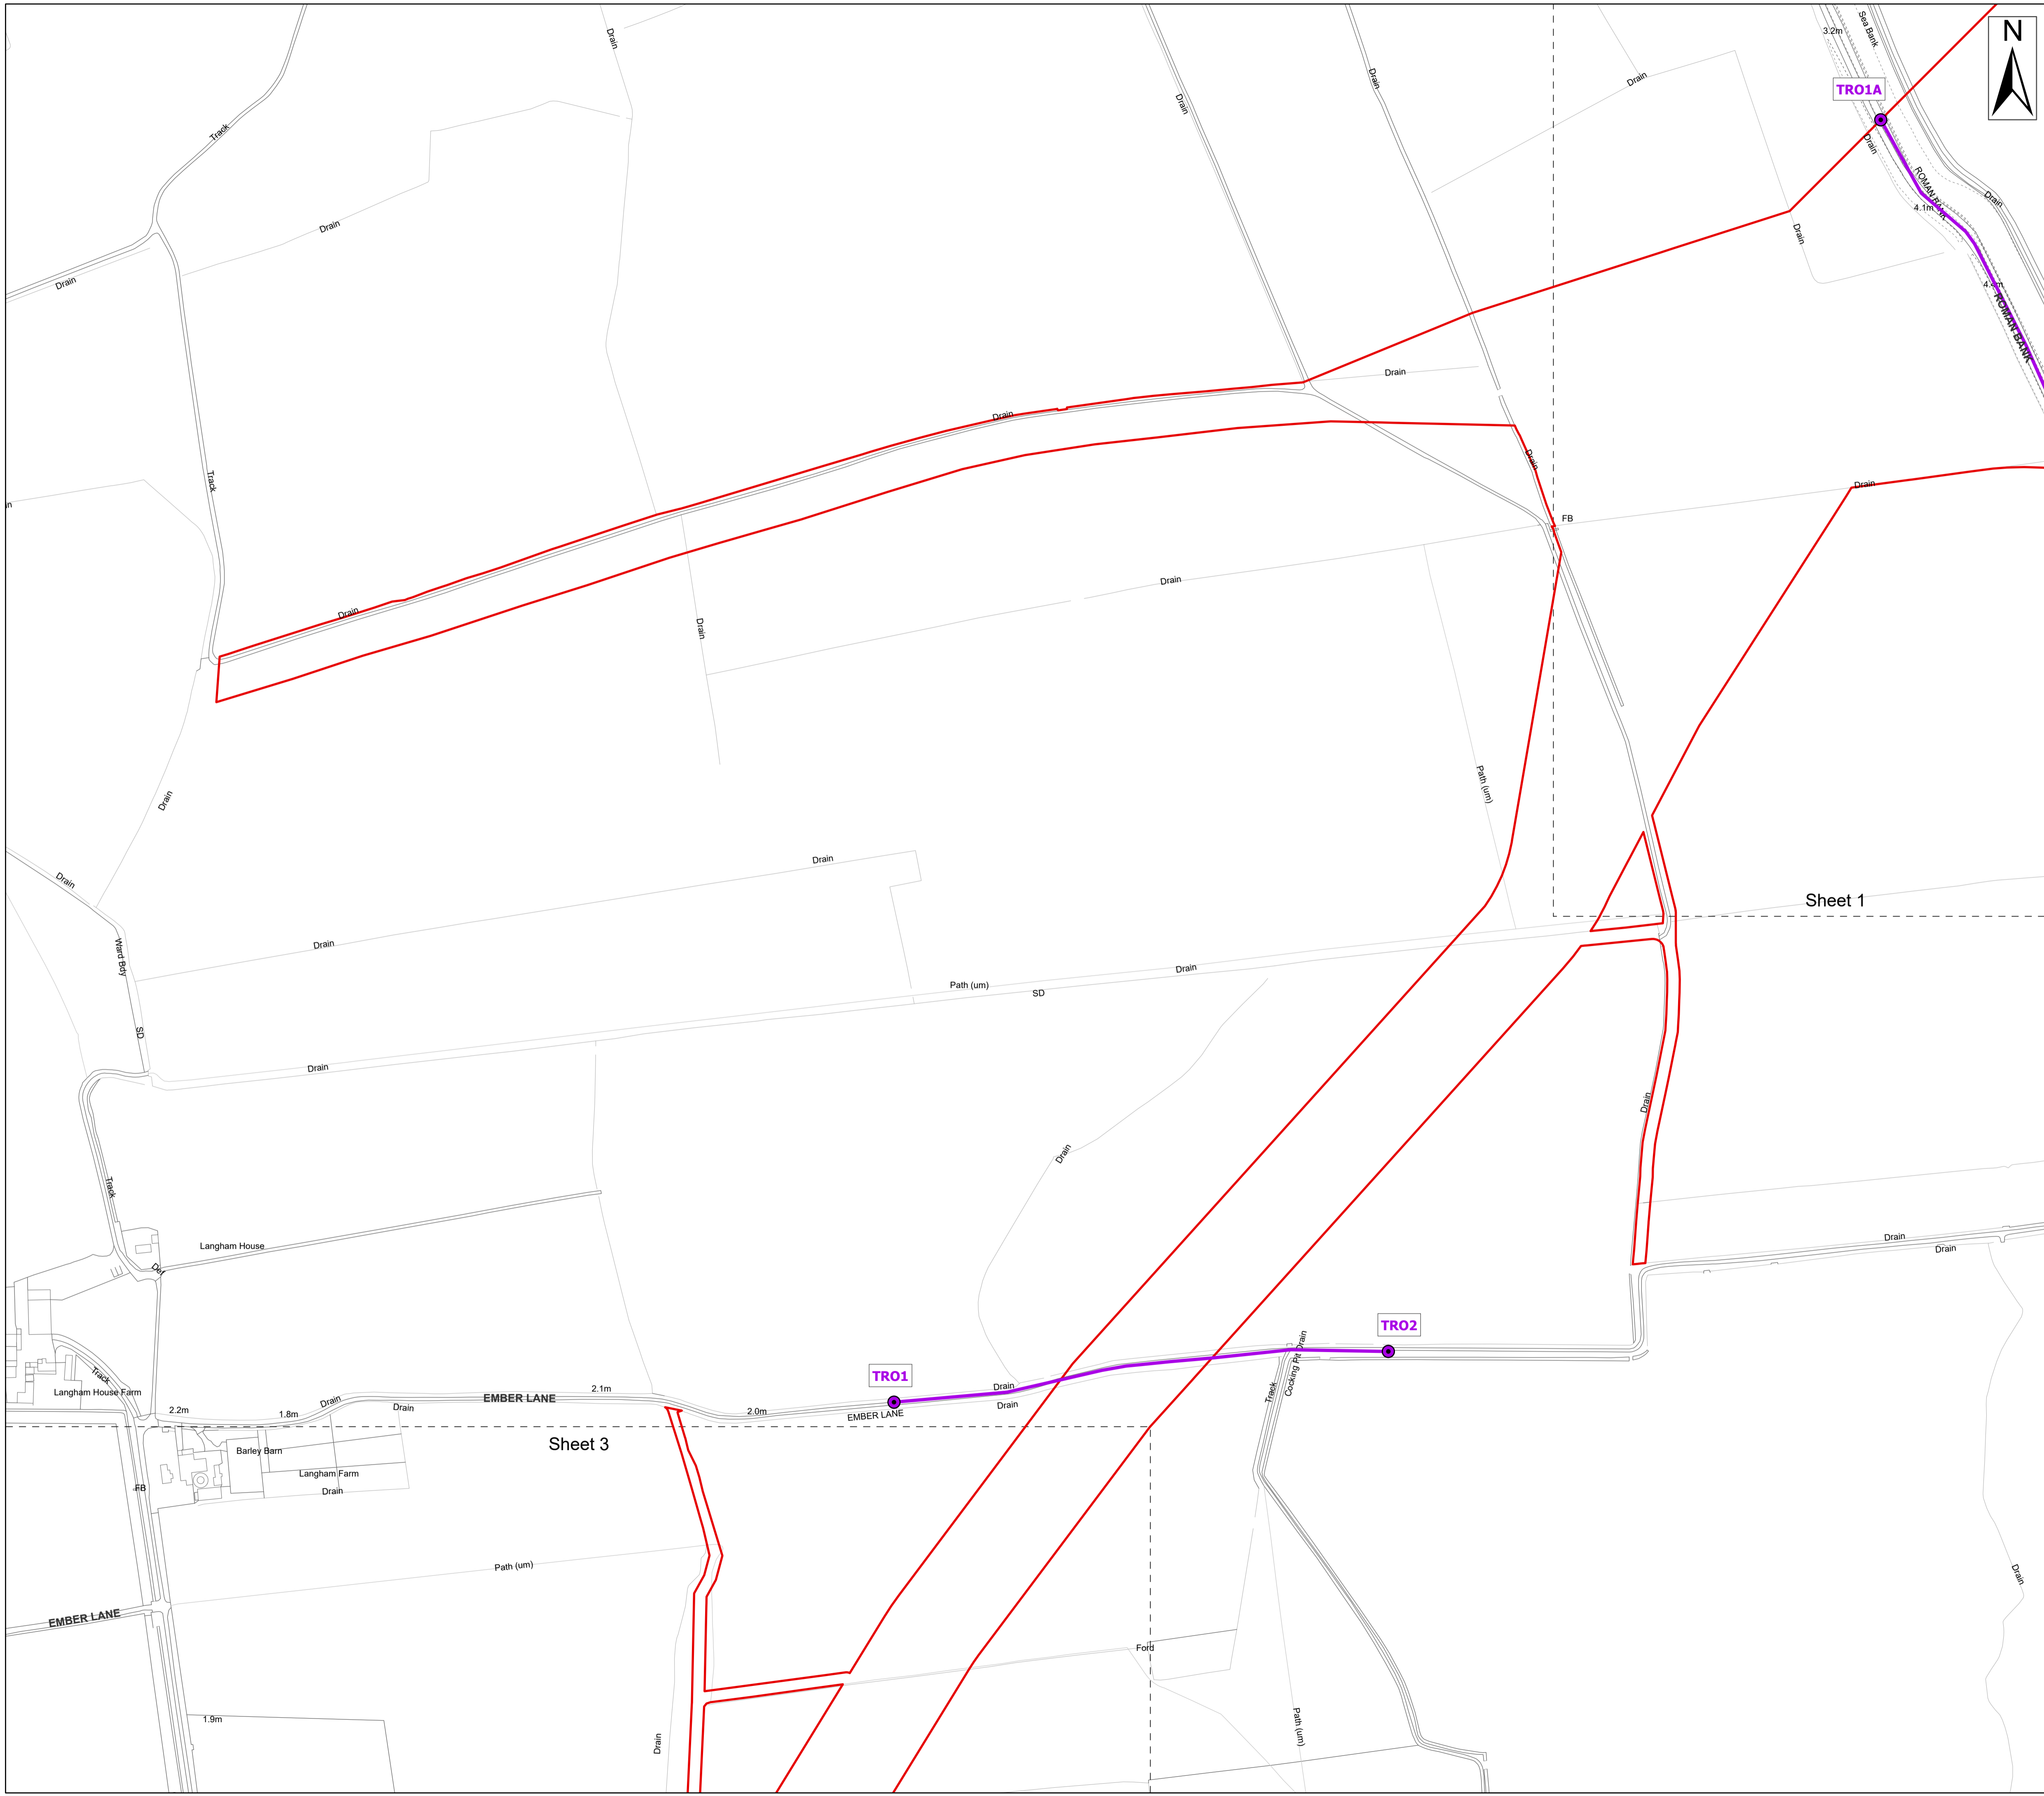 Drain
Sea Bank
3.2m
N
Drain
Drain
Drain
TRO1A
Track
Drain
ROMAN
Drain
4.1m
Drain
Drain
Drain
4.4m
ROMAN BANK
Drain
Drain
Drain
Track
Drain
FB
Drain
Drain
Drain
Path (um)
Drain
Drain
Drain
Sheet 1
Drain
Ward Bdy
Drain
Path (um)
SD
SD
Drain
Drain
Drain
Track
Langham House
Def
Drain
Drain
TRO2
Cocking Pit Drain
Track
TRO1
Langham House Farm
Track
2.2m
1.8m
Drain
Drain
EMBER LANE
2.1m
2.0m
EMBER LANE
Drain
Drain
Sheet 3
Barley Barn
Langham Farm
Drain
FB
Path (um)
Drain
EMBER LANE
Ford
1.9m
Drain
Path (um)